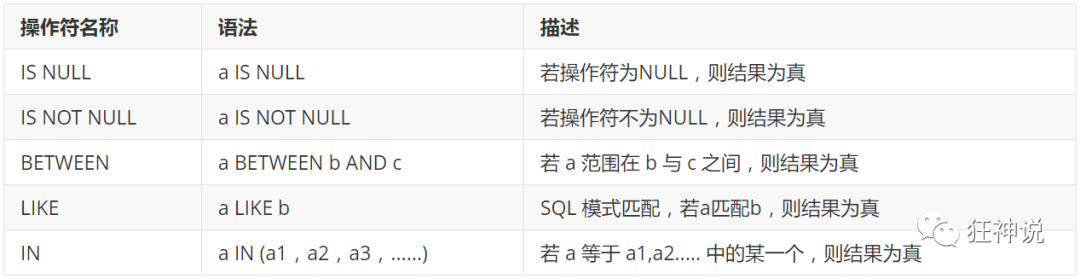 操作符名称 语法 描述
IS NULL a IS NULL 若操作符为NULL，则结果为真
IS NOT NULL a IS NOT NULL 若操作符不为NULL，则结果为真
BETWEEN a BETWEEN b AND c 若 a 范围在 b 与 c 之间，则结果为真
LIKE a LIKE b SQL 模式匹配，若a匹配b，则结果为真
IN a IN (a1，a2，a3，……) 若 a 等于 a1,a2..... 中的某一个，则结果为真
狂神说